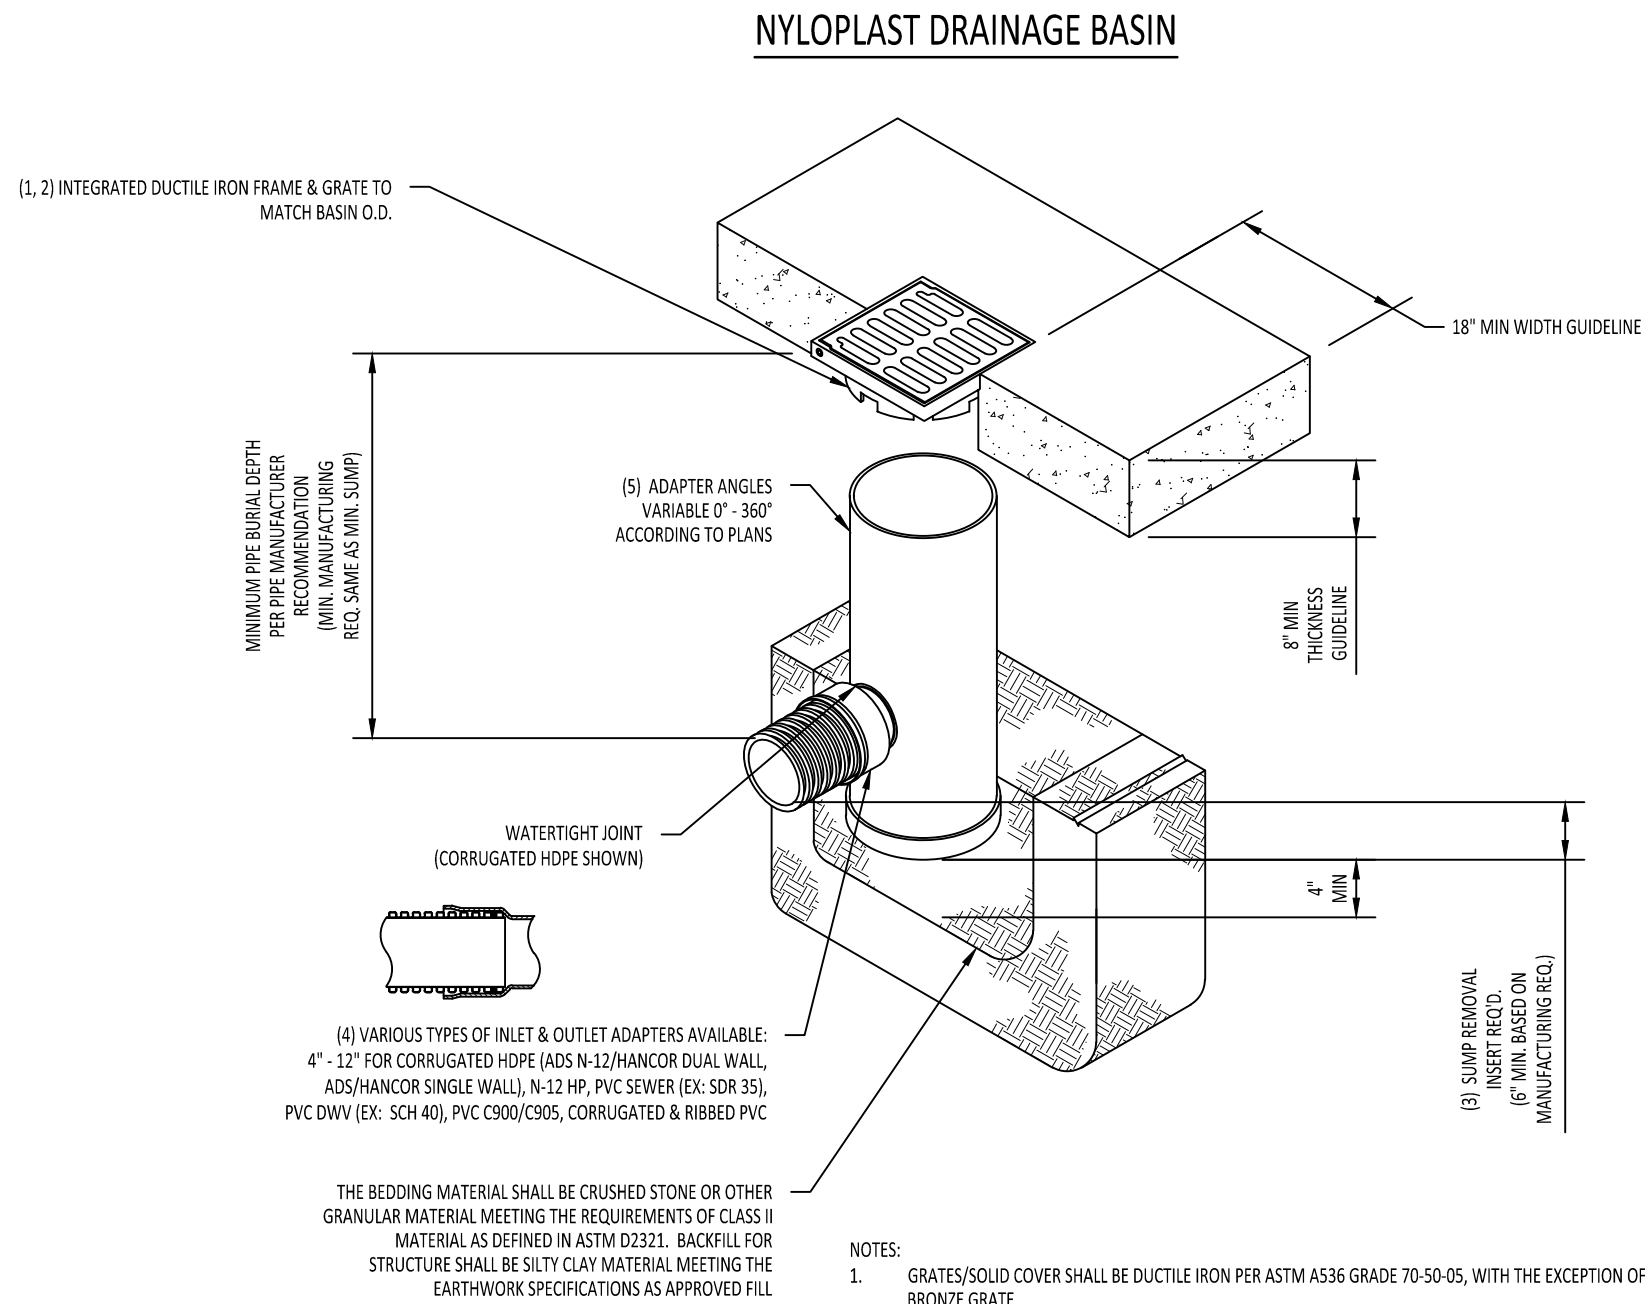 NYLOPLAST DRAINAGE BASIN
(1, 2) INTEGRATED DUCTILE IRON FRAME & GRATE TO
MATCH BASIN O.D.
18" MIN WIDTH GUIDELINE
MINIMUM PIPE BURIAL DEPTH
PER PIPE MANUFACTURER
RECOMMENDATION
(MIN. MANUFACTURING
REQ. SAME AS MIN. SUMP)
(5) ADAPTER ANGLES
VARIABLE 0° - 360°
ACCORDING TO PLANS
8" MIN
THICKNESS
GUIDELINE
WATERTIGHT JOINT
(CORRUGATED HDPE SHOWN)
4"
MIN
(3) SUMP REMOVAL
INSERT REQ'D.
(6" MIN. BASED ON
MANUFACTURING REQ.)
(4) VARIOUS TYPES OF INLET & OUTLET ADAPTERS AVAILABLE:
4" - 12" FOR CORRUGATED HDPE (ADS N-12/HANCOR DUAL WALL,
ADS/HANCOR SINGLE WALL), N-12 HP, PVC SEWER (EX: SDR 35),
PVC DWV (EX: SCH 40), PVC C900/C905, CORRUGATED & RIBBED PVC
THE BEDDING MATERIAL SHALL BE CRUSHED STONE OR OTHER
GRANULAR MATERIAL MEETING THE REQUIREMENTS OF CLASS II
MATERIAL AS DEFINED IN ASTM D2321. BACKFILL FOR
STRUCTURE SHALL BE SILTY CLAY MATERIAL MEETING THE
EARTHWORK SPECIFICATIONS AS APPROVED FILL
NOTES:
1. GRATES/SOLID COVER SHALL BE DUCTILE IRON PER ASTM A536 GRADE 70-50-05, WITH THE EXCEPTION OF
BRONZE GRATE